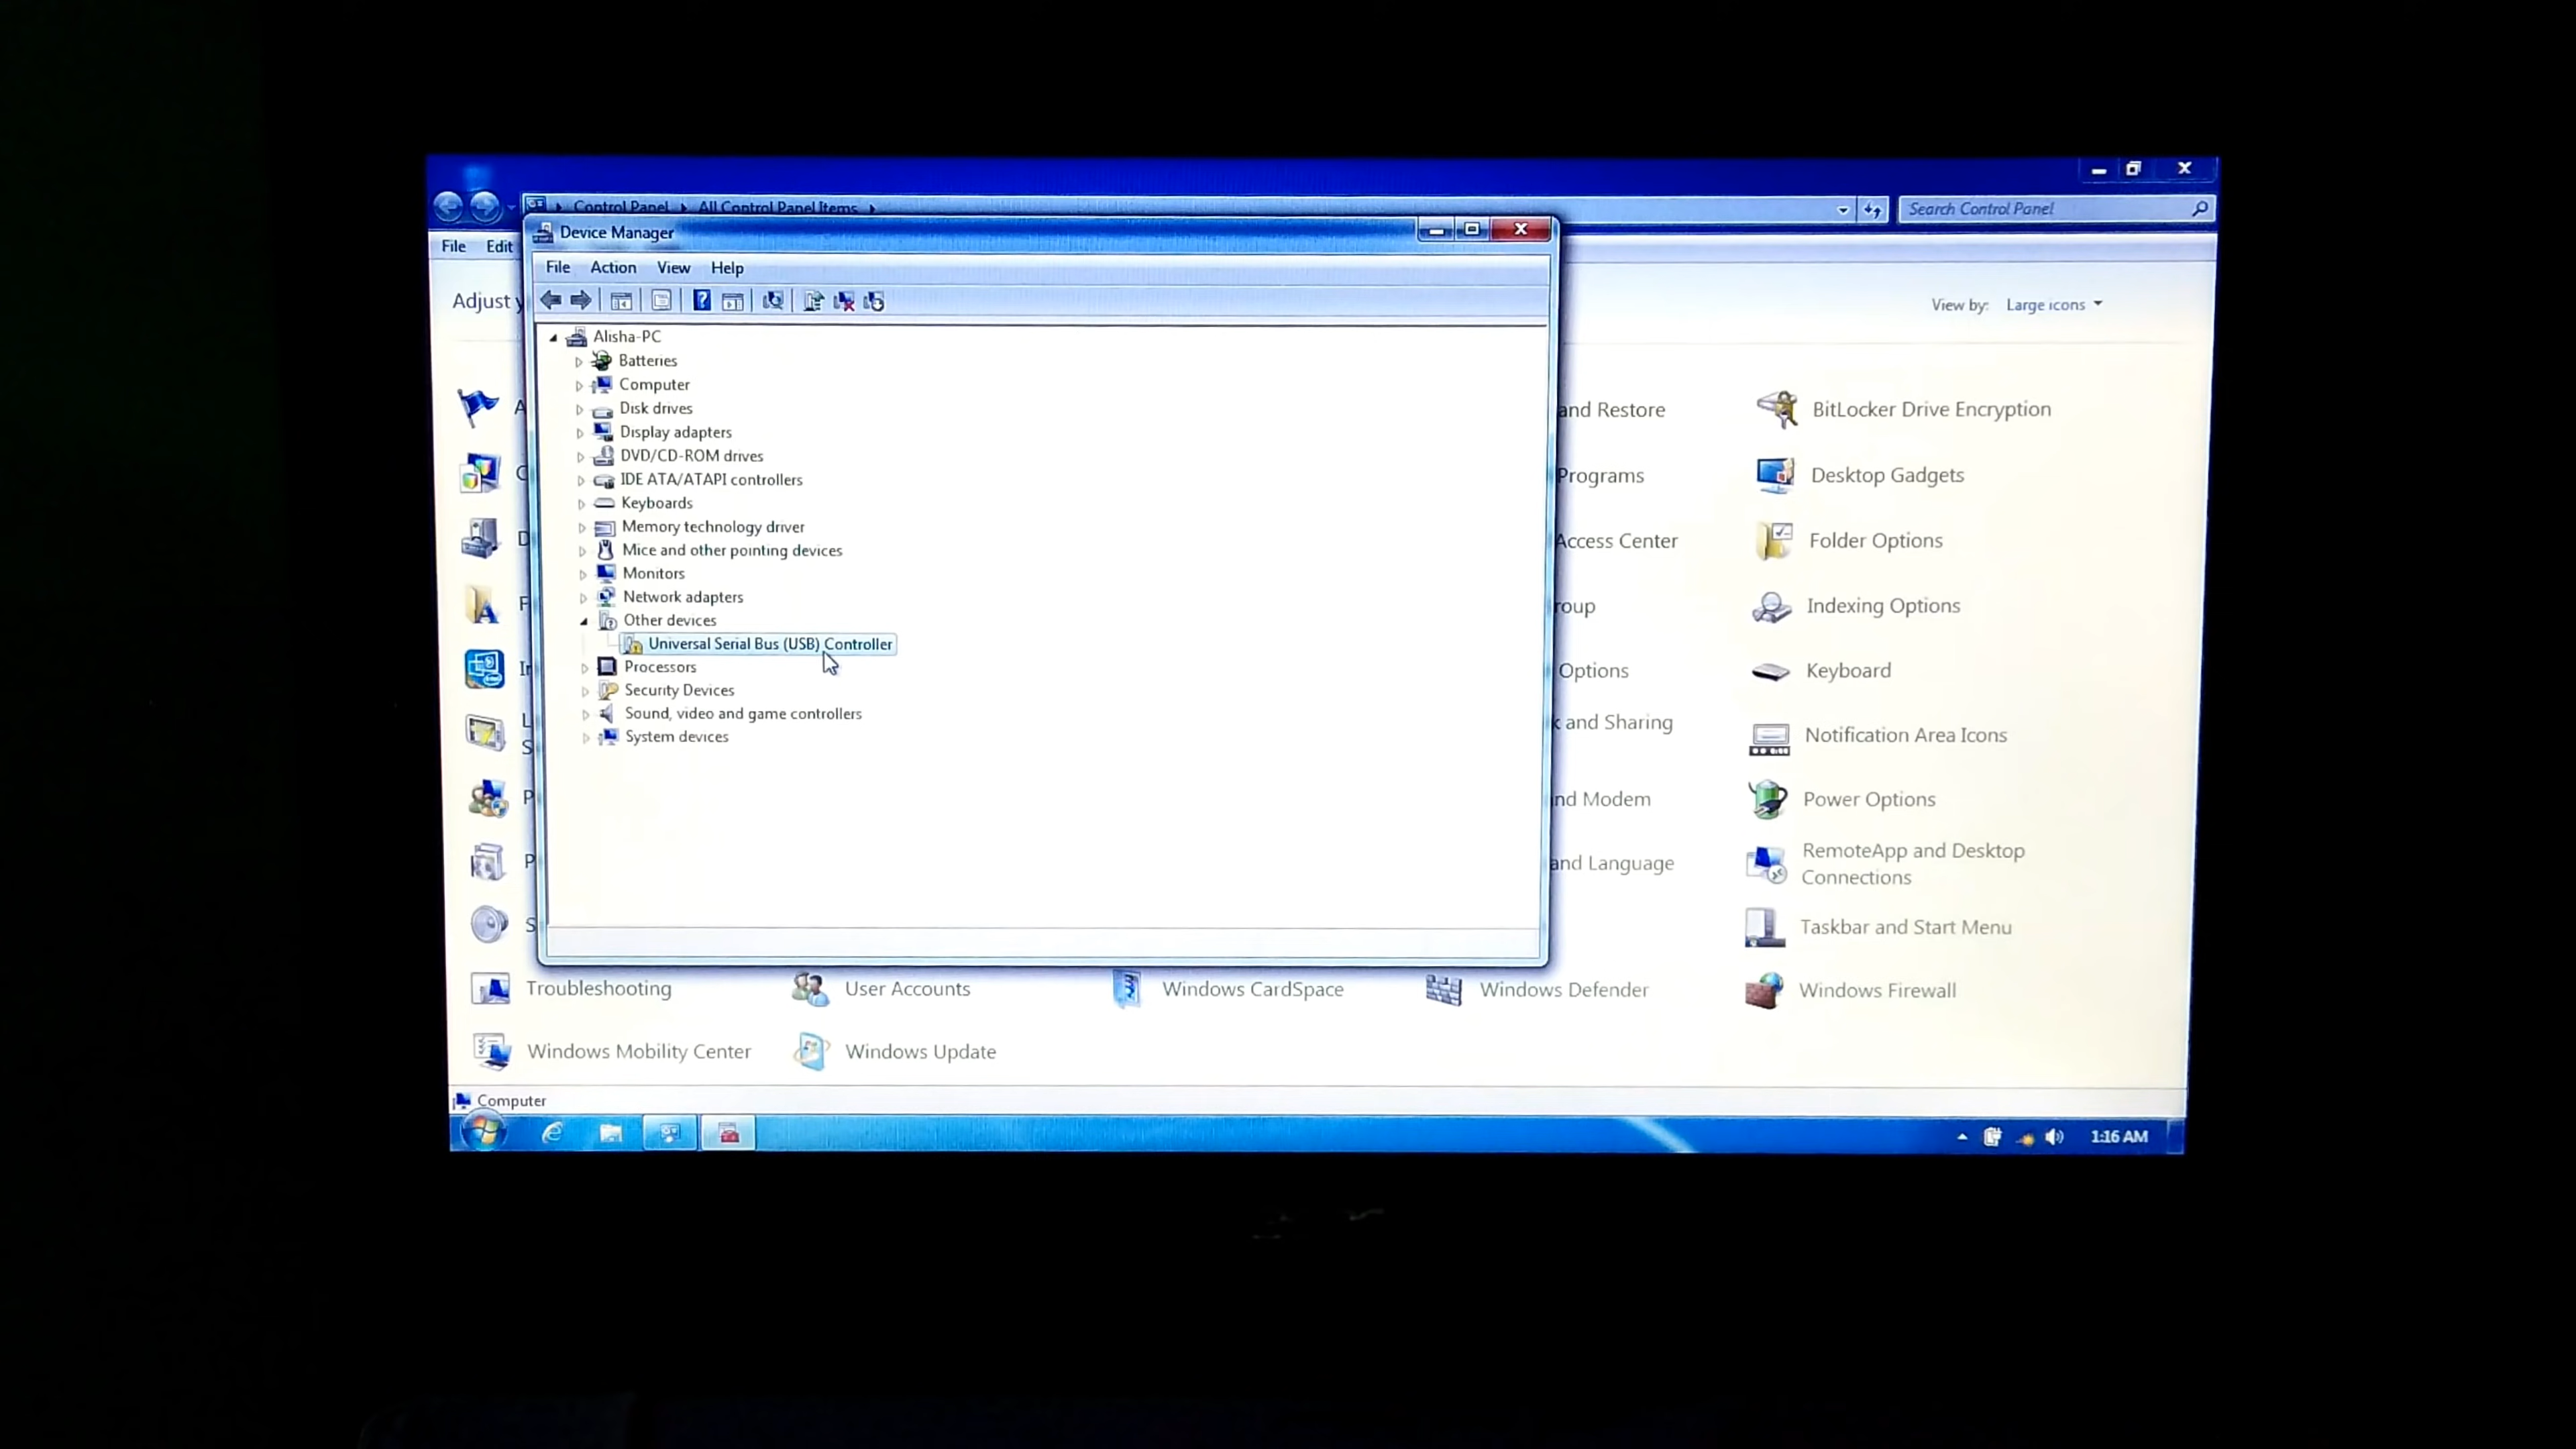 Control Panel
All Control Panel Items
Search Control Panel
File
Edit
Device Manager
File Action View Help
Adjust y
View by: Large icons
Alisha-PC
Batteries
Computer
Disk drives
Display adapters
DVD/CD-ROM drives
IDE ATA/ATAPI controllers
Keyboards
Memory technology driver
Mice and other pointing devices
Monitors
Network adapters
Other devices
Universal Serial Bus (USB) Controller
Processors
Security Devices
Sound, video and game controllers
System devices
A
C
D
F
In
L
S
P
P
S
and Restore
Programs
Access Center
roup
Options
k and Sharing
nd Modem
and Language
BitLocker Drive Encryption
Desktop Gadgets
Folder Options
Indexing Options
Keyboard
Notification Area Icons
Power Options
RemoteApp and Desktop
Connections
Taskbar and Start Menu
Troubleshooting
User Accounts
Windows CardSpace
Windows Defender
Windows Firewall
Windows Mobility Center
Windows Update
Computer
1:16 AM